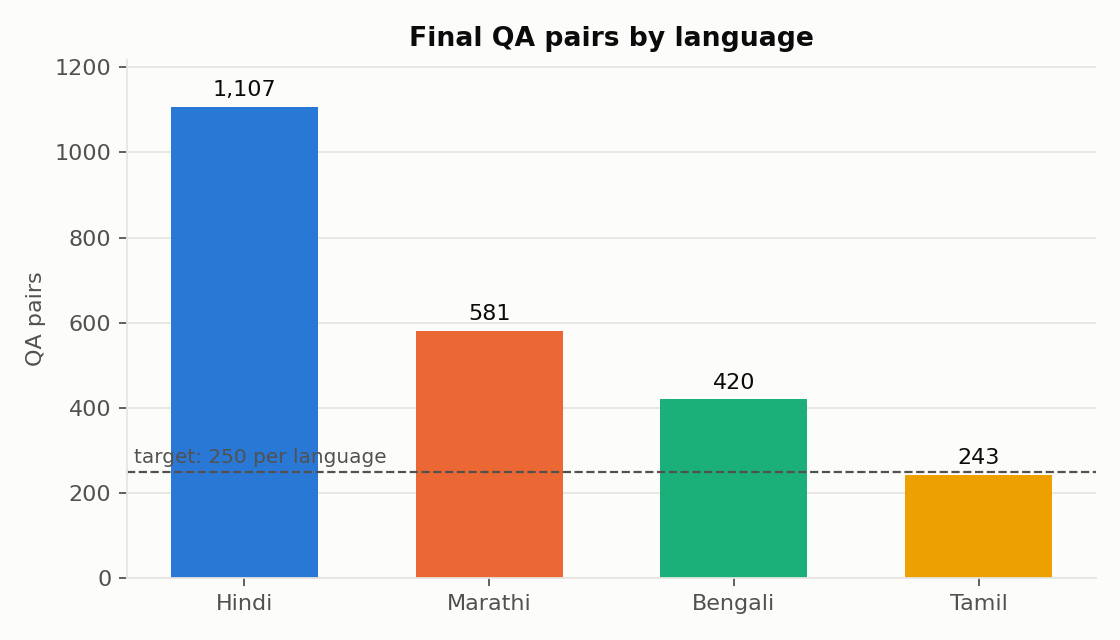 Final QA pairs by language
QA pairs
1200
1000
800
600
400
200
0
1,107
581
420
243
target: 250 per language
Hindi
Marathi
Bengali
Tamil